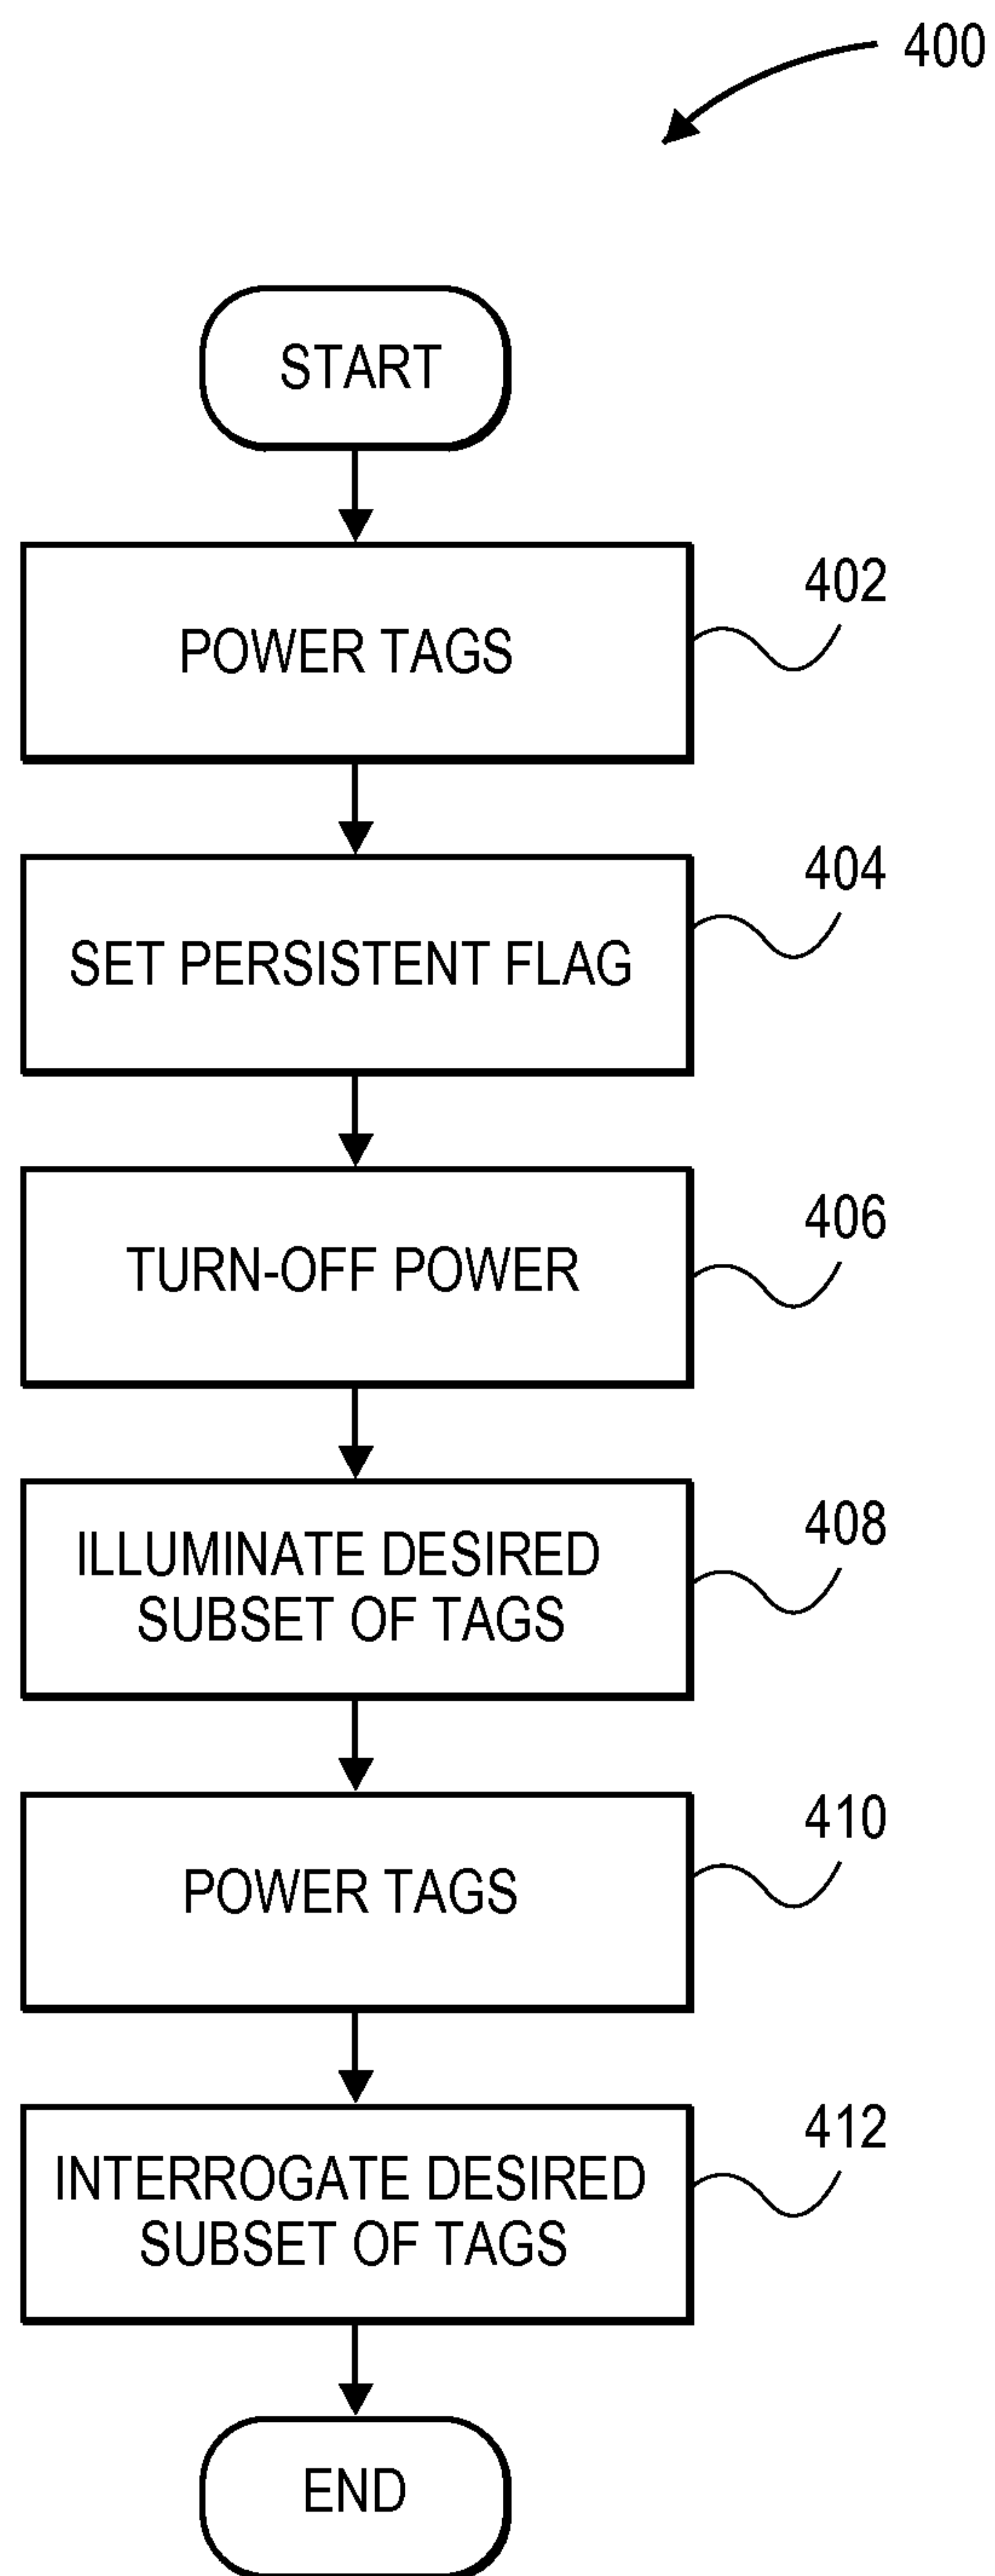 400
START
POWER TAGS
402
SET PERSISTENT FLAG
404
TURN-OFF POWER
406
ILLUMINATE DESIRED
SUBSET OF TAGS
408
POWER TAGS
410
INTERROGATE DESIRED
SUBSET OF TAGS
412
END